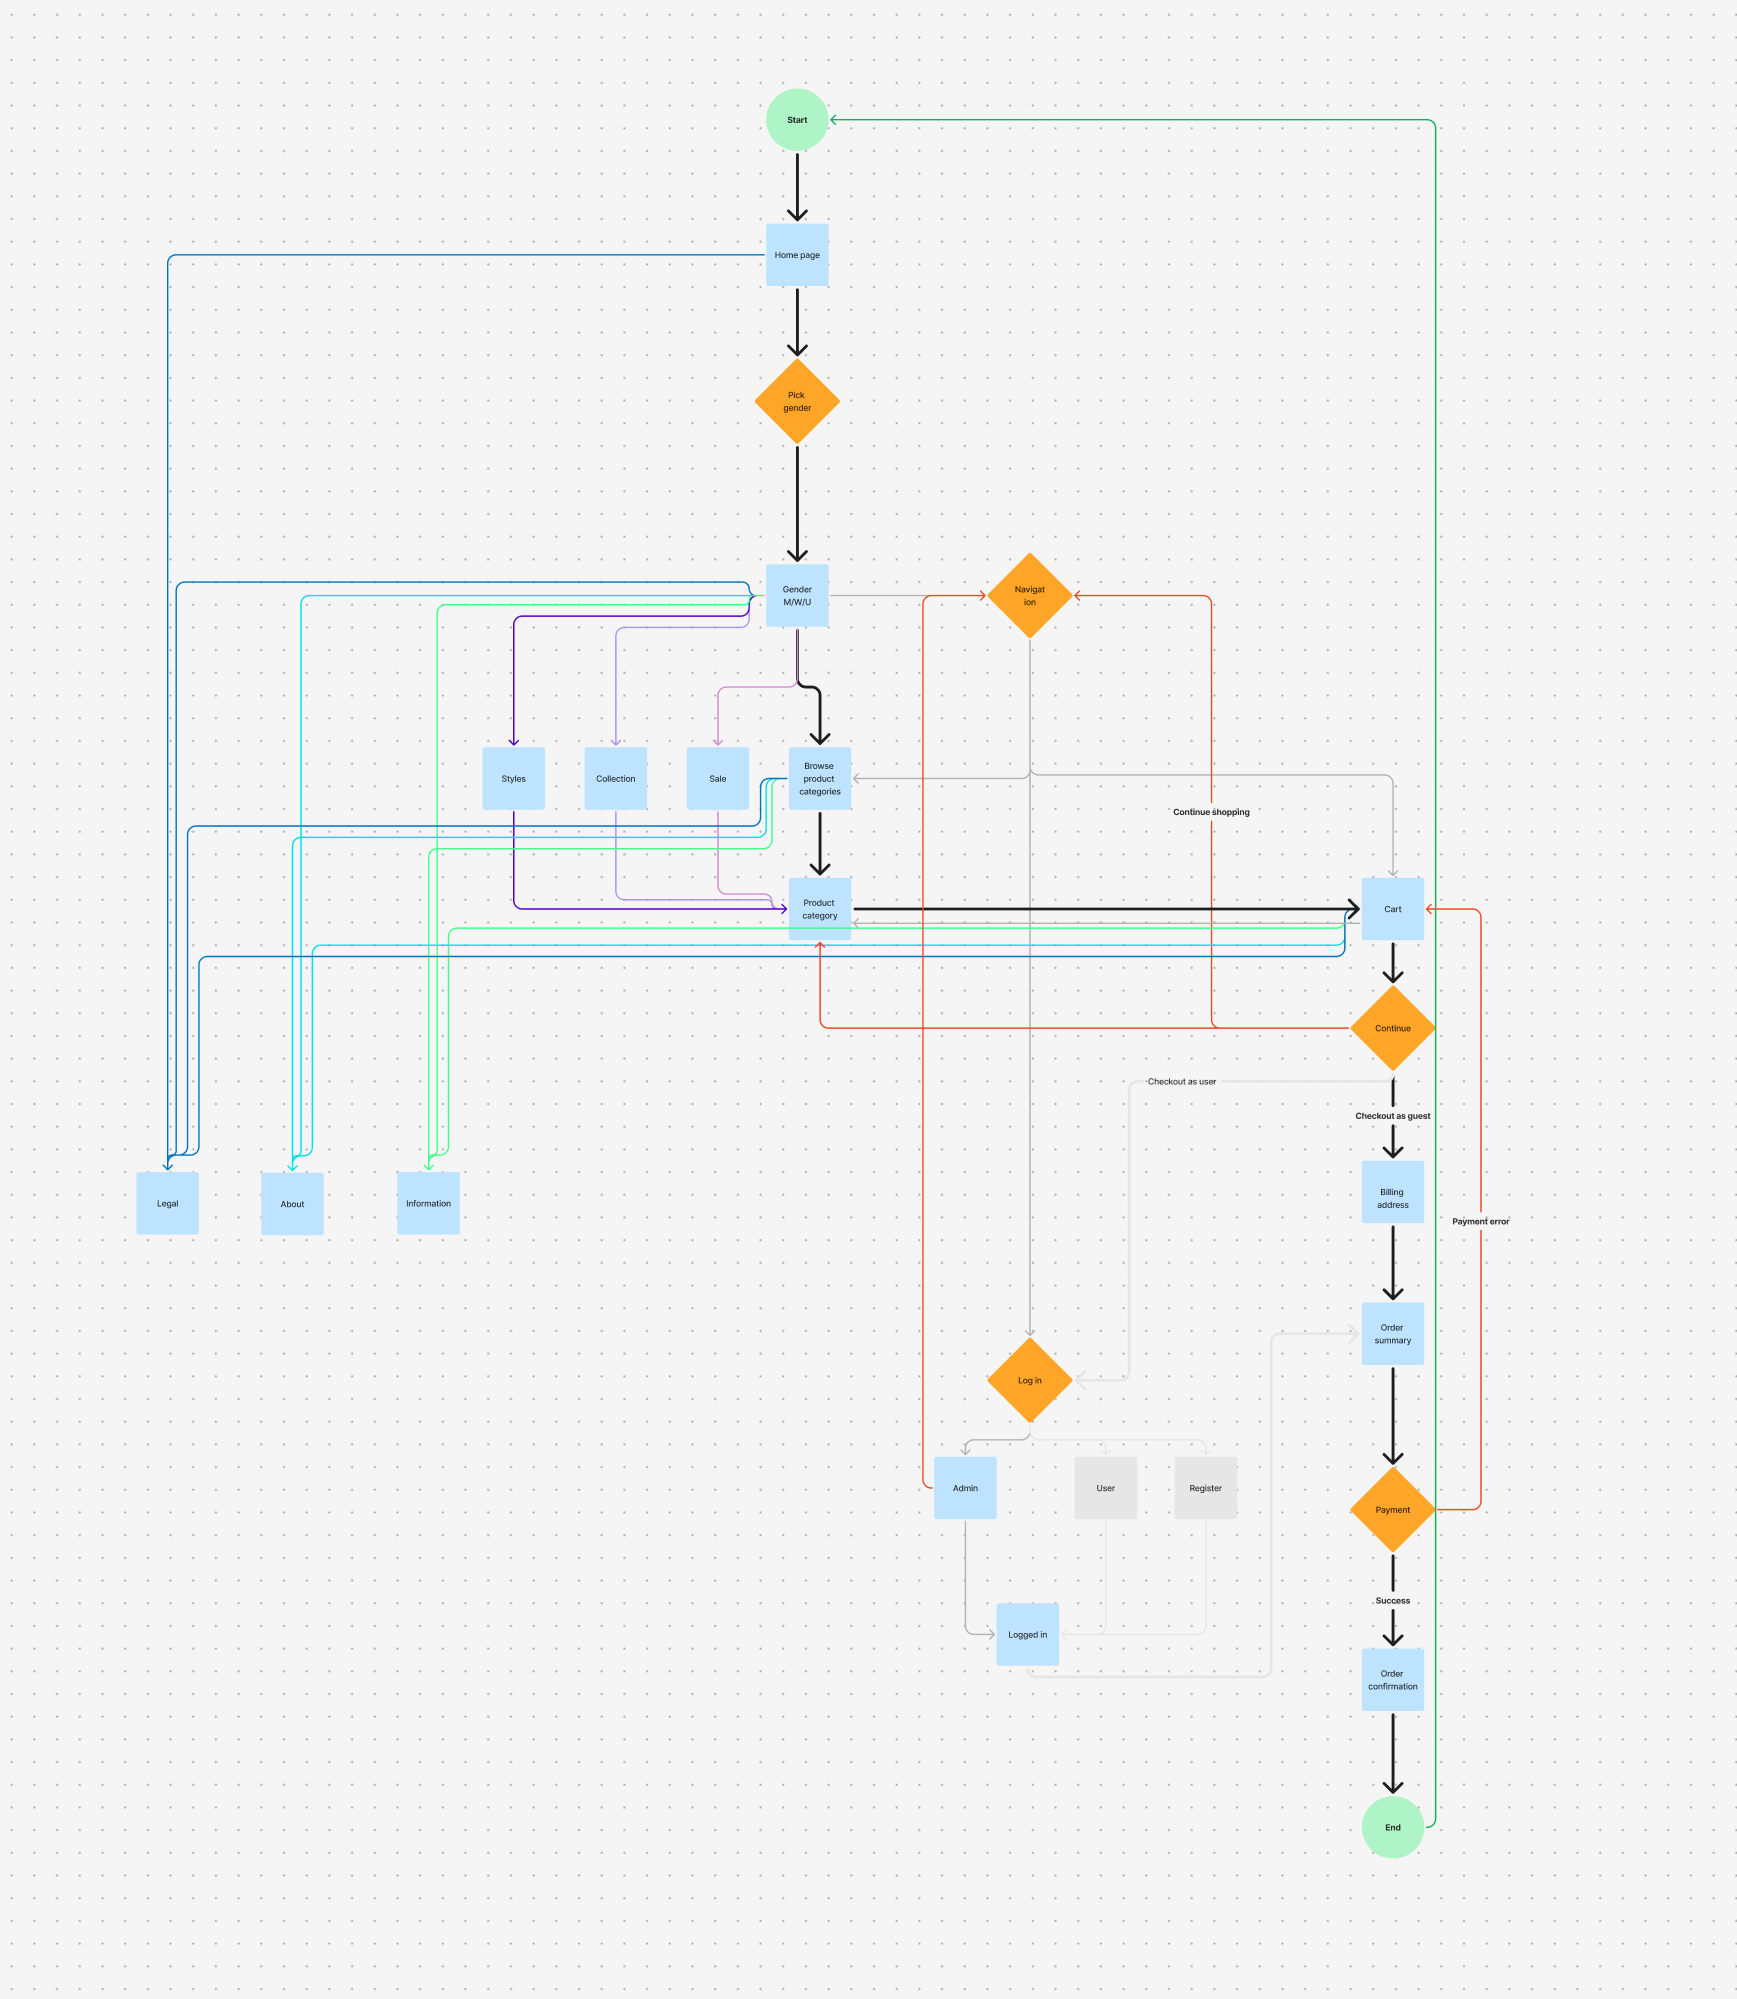 Start
Home page
Pick
gender
Gender
M/W/U
Navigat
ion
Styles
Collection
Sale
Browse
product
categories
Continue shopping
Product
category
Cart
Continue
Checkout as user
Checkout as guest
Legal
About
Information
Billing
address
Payment error
Order
summary
Log in
Admin
User
Register
Payment
Success
Logged in
Order
confirmation
End